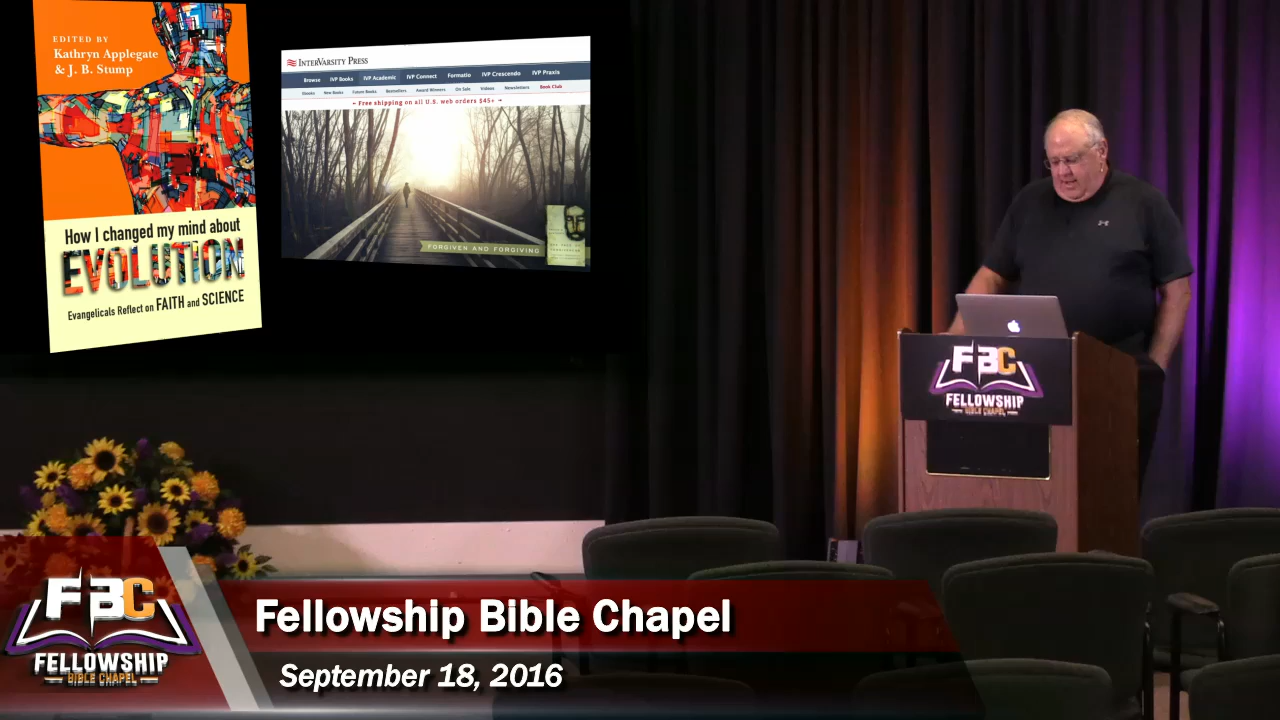 EDITED BY
Kathryn Applegate
& J. B. Stump
How I changed my mind about
EVOLUTION
Evangelicals Reflect on FAITH and SCIENCE
INTERVARSITY PRESS
Browse IVP Books IVP Academic IVP Connect Formatio IVP Crescendo IVP Praxis
Ebooks New Books Future Books Bestsellers Award Winners On Sale Videos Newsletters Book Club
Free shipping on all U.S. web orders $45+
FORGIVEN AND FORGIVING
FBC
FELLOWSHIP
BIBLE CHAPEL
FBC
FELLOWSHIP
BIBLE CHAPEL
Fellowship Bible Chapel
September 18, 2016